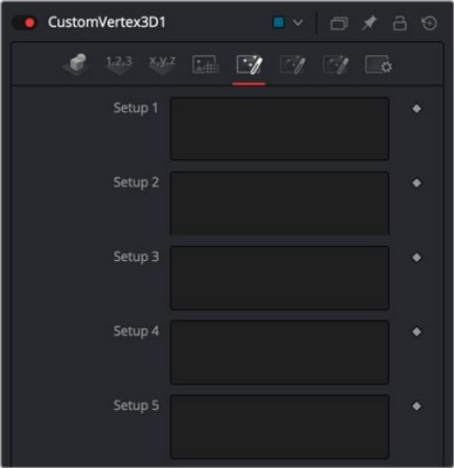 CustomVertex3D1
1,2,3 x,y,z
Setup 1
Setup 2
Setup 3
Setup 4
Setup 5